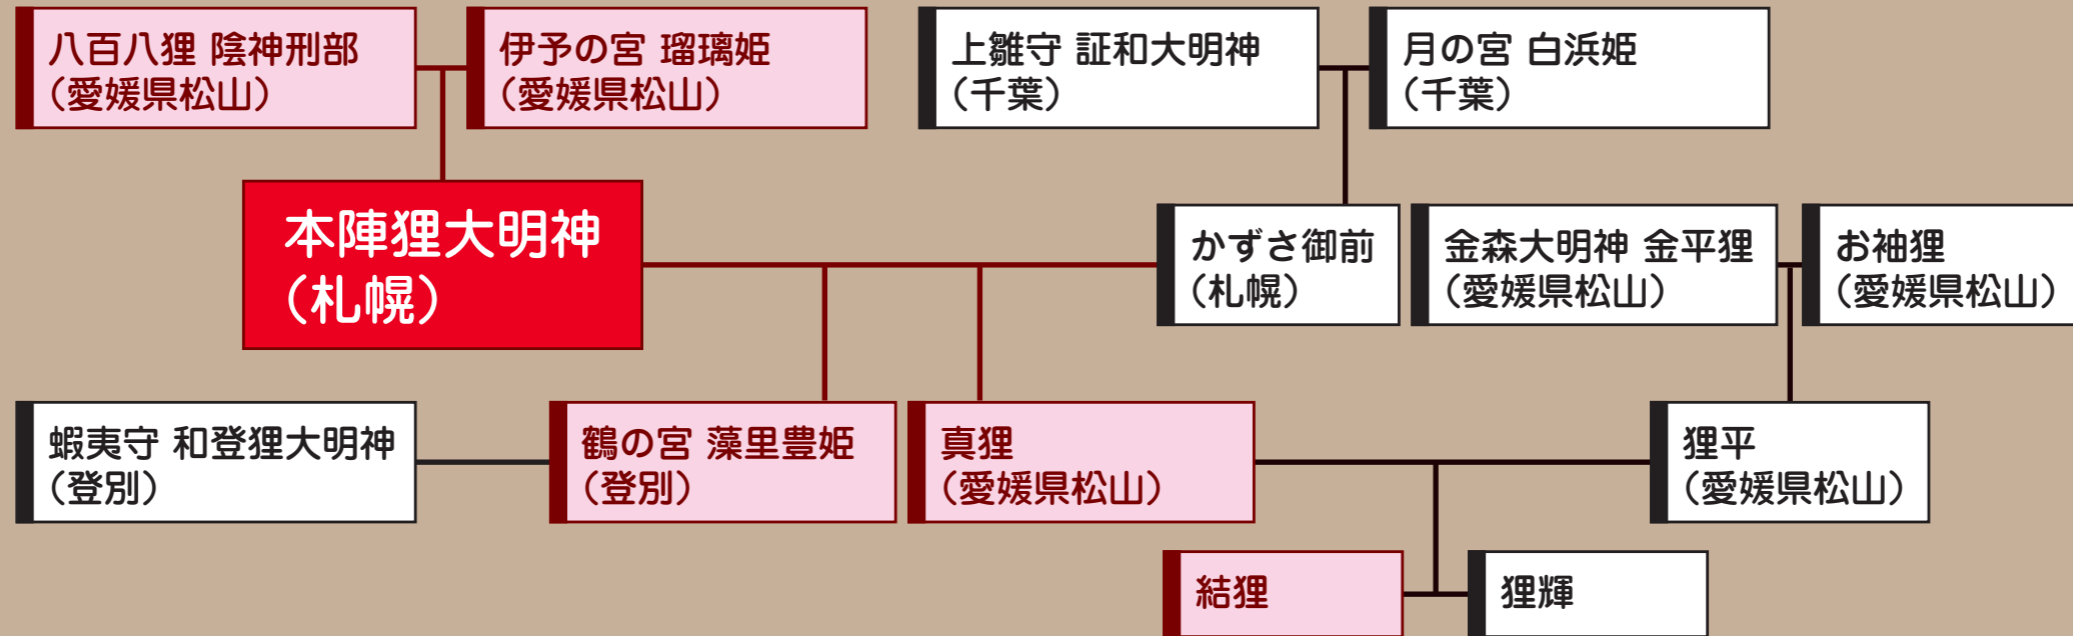 八百八狸 陰神刑部
（愛媛県松山）
伊予の宮 瑠璃姫
（愛媛県松山）
上雛守 証和大明神
（千葉）
月の宮 白浜姫
（千葉）
本陣狸大明神
（札幌）
かずさ御前
（札幌）
金森大明神 金平狸
（愛媛県松山）
お袖狸
（愛媛県松山）
蝦夷守 和登狸大明神
（登別）
鶴の宮 藻里豊姫
（登別）
真狸
（愛媛県松山）
狸平
（愛媛県松山）
結狸
狸輝